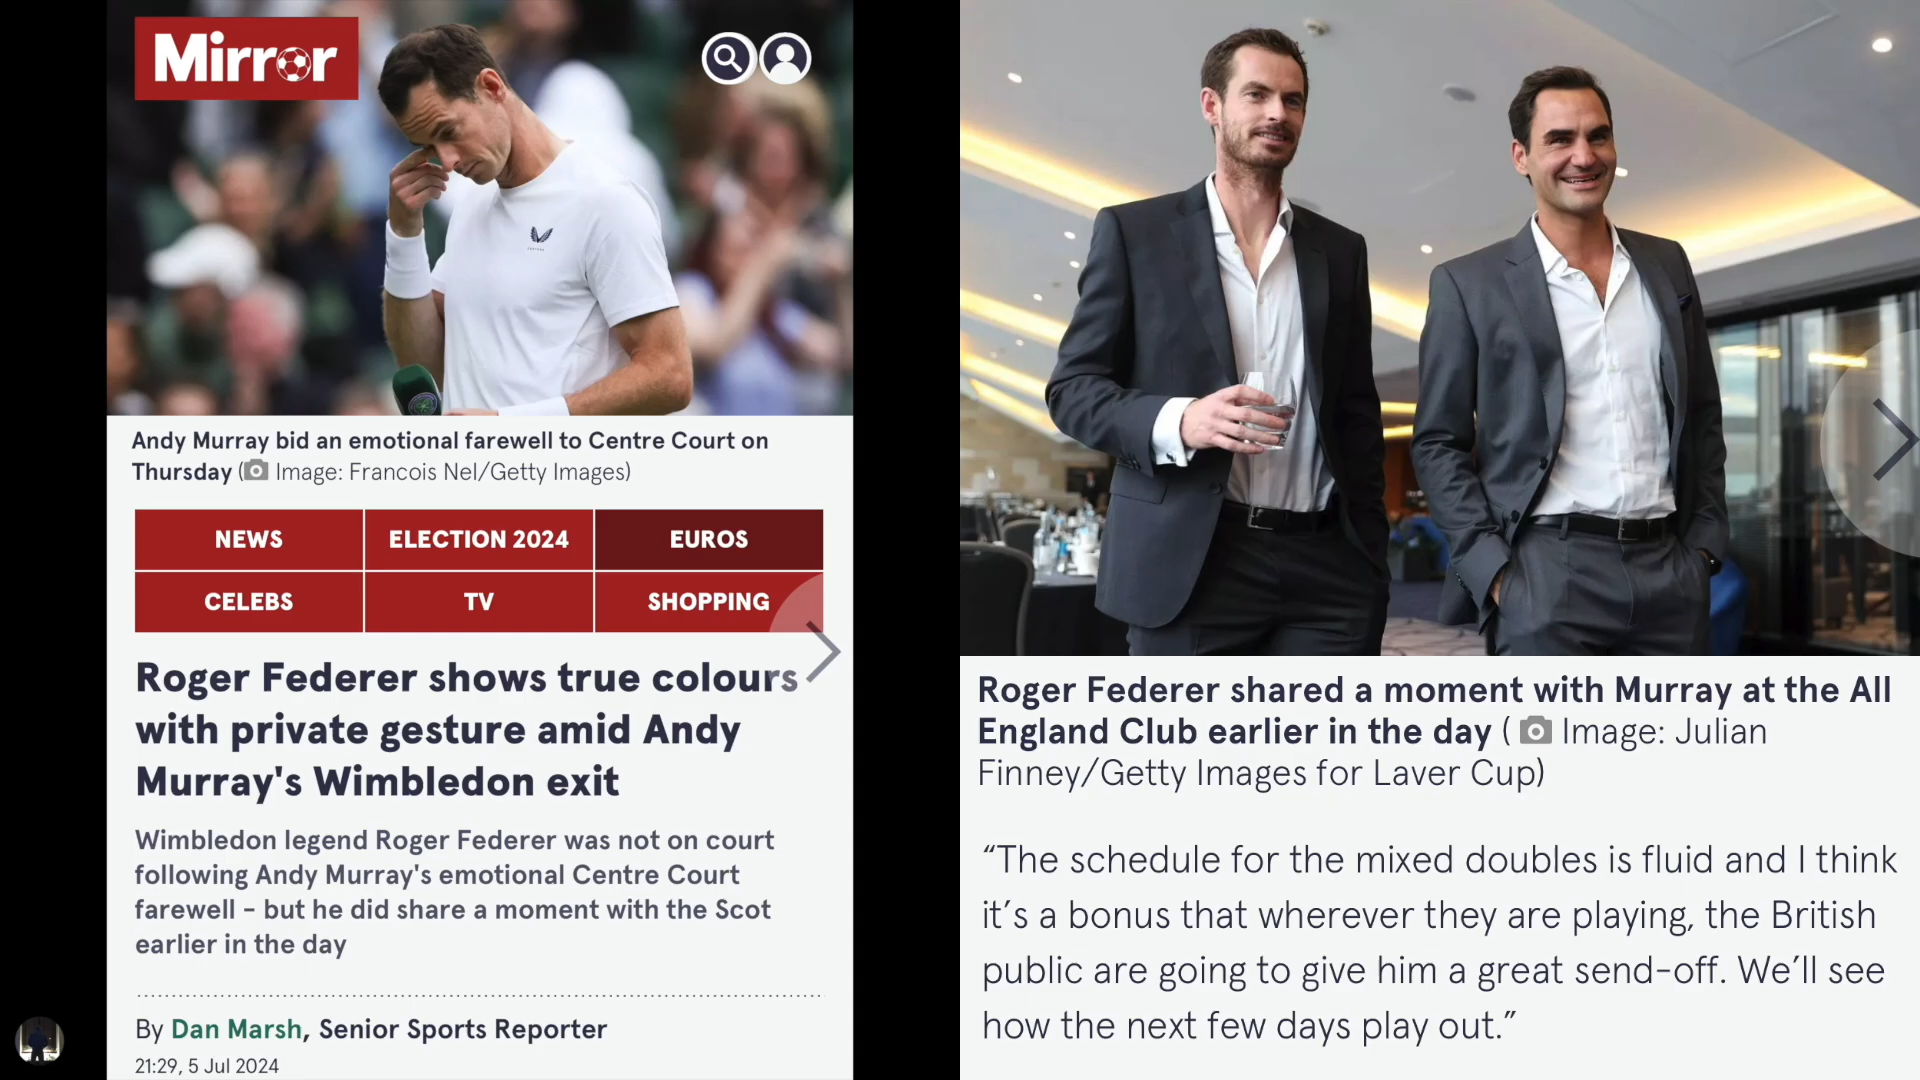 Mirror
Andy Murray bid an emotional farewell to Centre Court on
Thursday ( Image: Francois Nel/Getty Images)
NEWS
ELECTION 2024
EUROS
CELEBS
TV
SHOPPING
Roger Federer shows true colours
with private gesture amid Andy
Murray's Wimbledon exit
Wimbledon legend Roger Federer was not on court
following Andy Murray's emotional Centre Court
farewell - but he did share a moment with the Scot
earlier in the day
By Dan Marsh, Senior Sports Reporter
21:29, 5 Jul 2024
Roger Federer shared a moment with Murray at the All
England Club earlier in the day ( Image: Julian
Finney/Getty Images for Laver Cup)
“The schedule for the mixed doubles is fluid and I think
it’s a bonus that wherever they are playing, the British
public are going to give him a great send-off. We’ll see
how the next few days play out.”